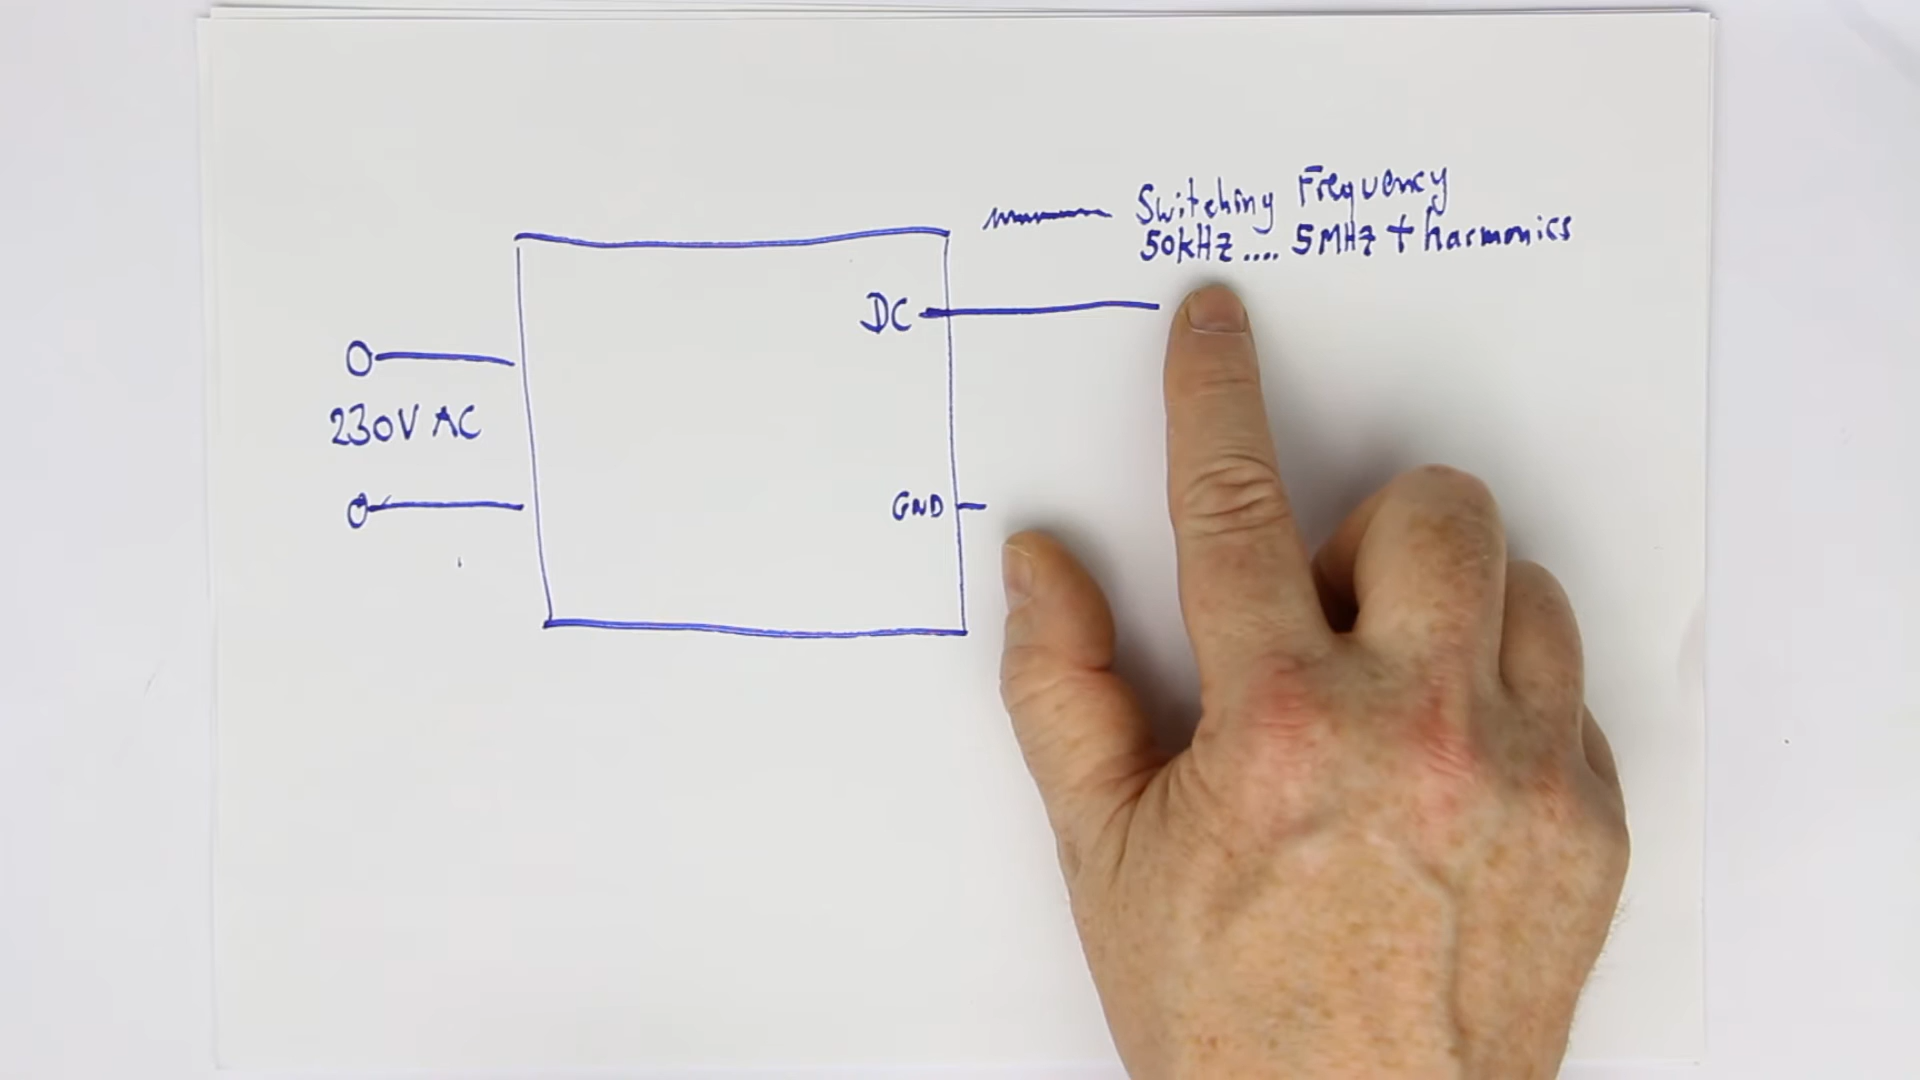 Switching Frequency
50kHz.... 5MHz + harmonics
DC
230V AC
GND